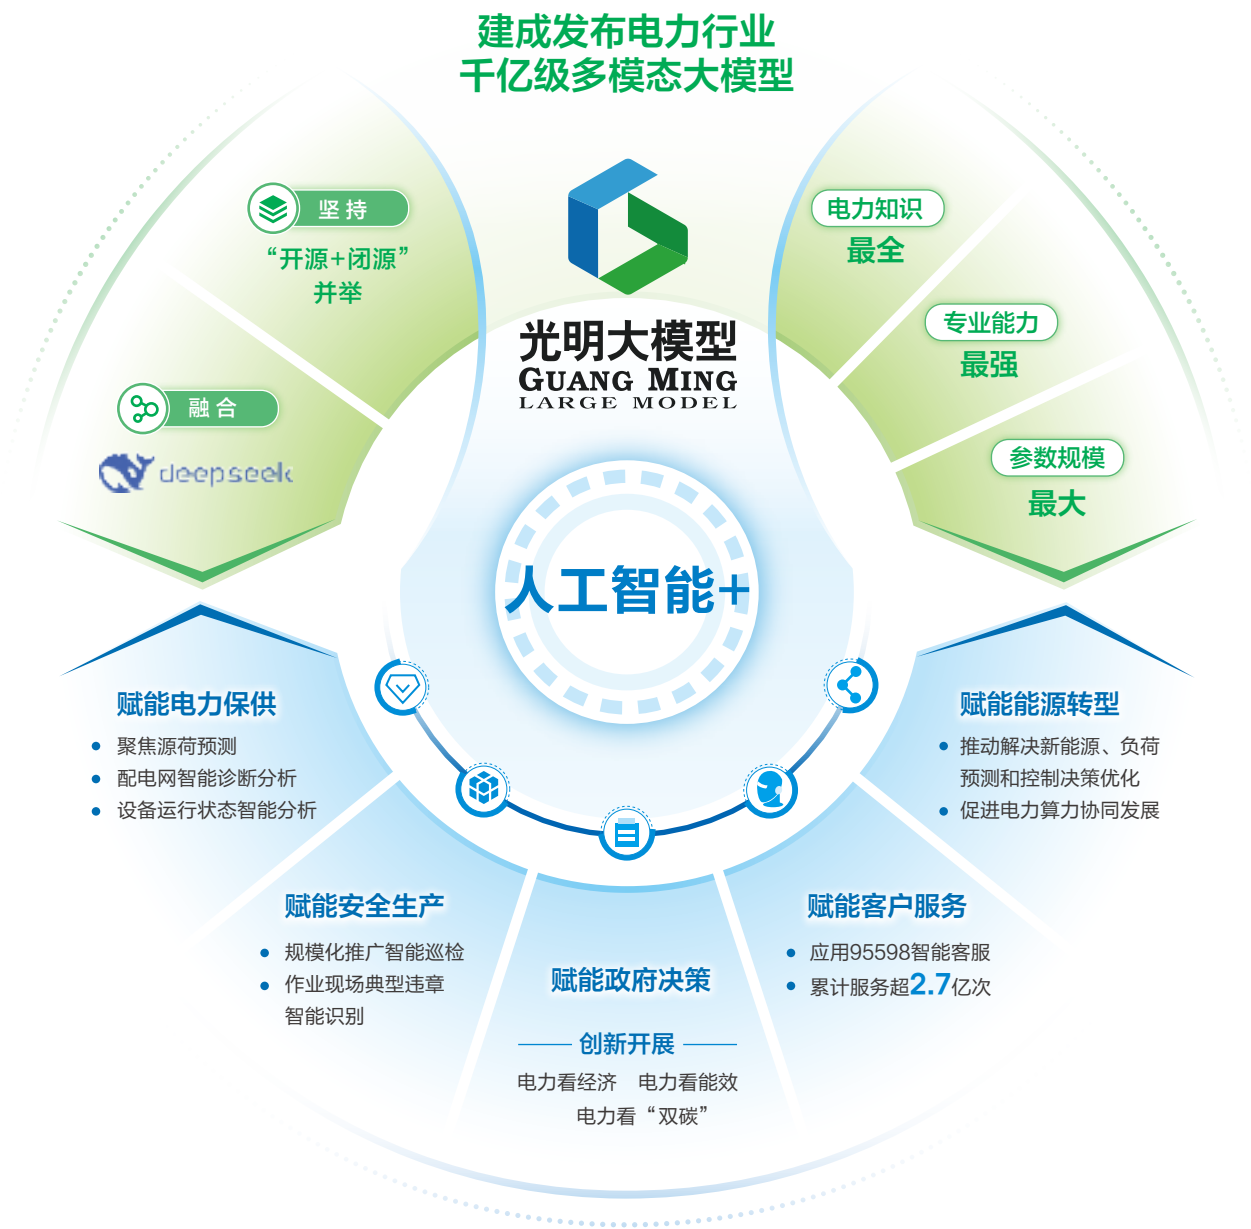 建成发布电力行业
千亿级多模态大模型
坚持
“开源+闭源”
并举
融合
deepseek
光明大模型
GUANG MING
LARGE MODEL
电力知识
最全
专业能力
最强
参数规模
最大
人工智能+
赋能电力保供
聚焦源荷预测
配电网智能诊断分析
设备运行状态智能分析
赋能安全生产
规模化推广智能巡检
作业现场典型违章
智能识别
赋能政府决策
创新开展
电力看经济 电力看能效
电力看“双碳”
赋能客户服务
应用95598智能客服
累计服务超2.7亿次
赋能能源转型
推动解决新能源、负荷
预测和控制决策优化
促进电力算力协同发展